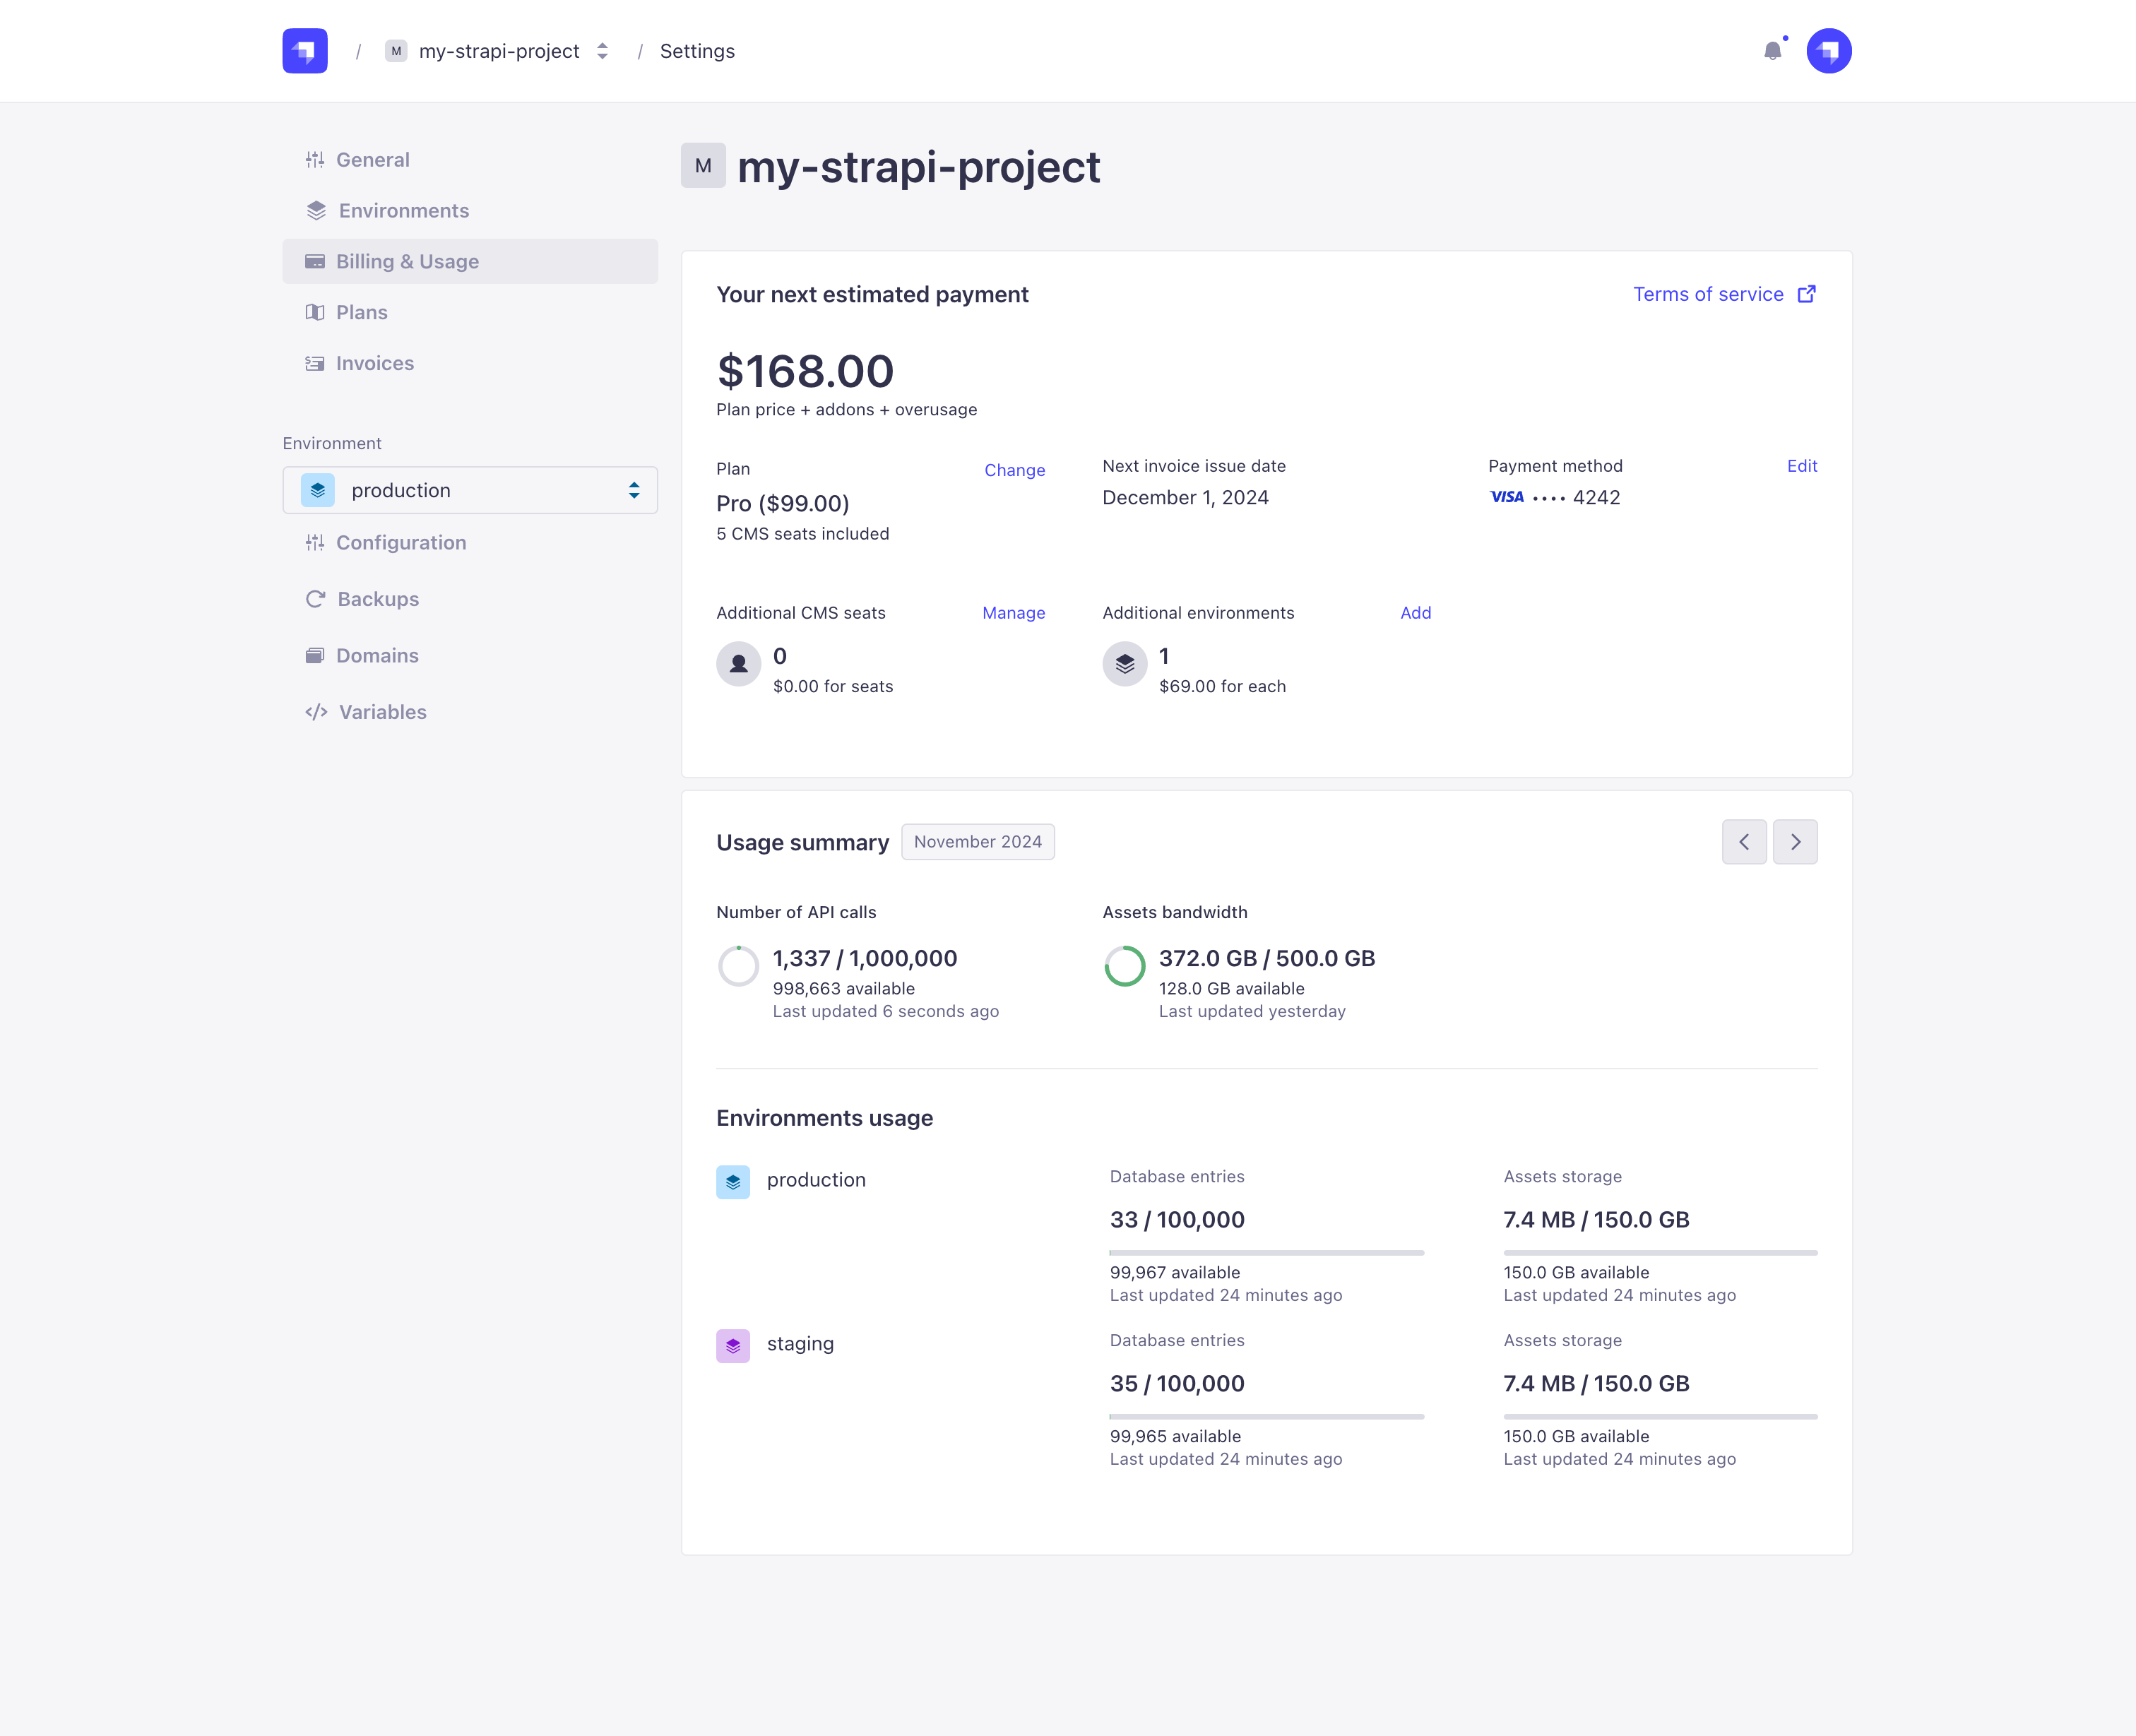 / M my-strapi-project / Settings
General
Environments
Billing & Usage
Plans
Invoices
Environment
production
Configuration
Backups
Domains
Variables
M my-strapi-project
Your next estimated payment Terms of service
$168.00
Plan price + addons + overusage
Plan Change
Pro ($99.00)
5 CMS seats included
Next invoice issue date
December 1, 2024
Payment method Edit
VISA •••• 4242
Additional CMS seats Manage
0
$0.00 for seats
Additional environments Add
1
$69.00 for each
Usage summary November 2024
Number of API calls
1,337 / 1,000,000
998,663 available
Last updated 6 seconds ago
Assets bandwidth
372.0 GB / 500.0 GB
128.0 GB available
Last updated yesterday
Environments usage
production
Database entries
33 / 100,000
99,967 available
Last updated 24 minutes ago
Assets storage
7.4 MB / 150.0 GB
150.0 GB available
Last updated 24 minutes ago
staging
Database entries
35 / 100,000
99,965 available
Last updated 24 minutes ago
Assets storage
7.4 MB / 150.0 GB
150.0 GB available
Last updated 24 minutes ago